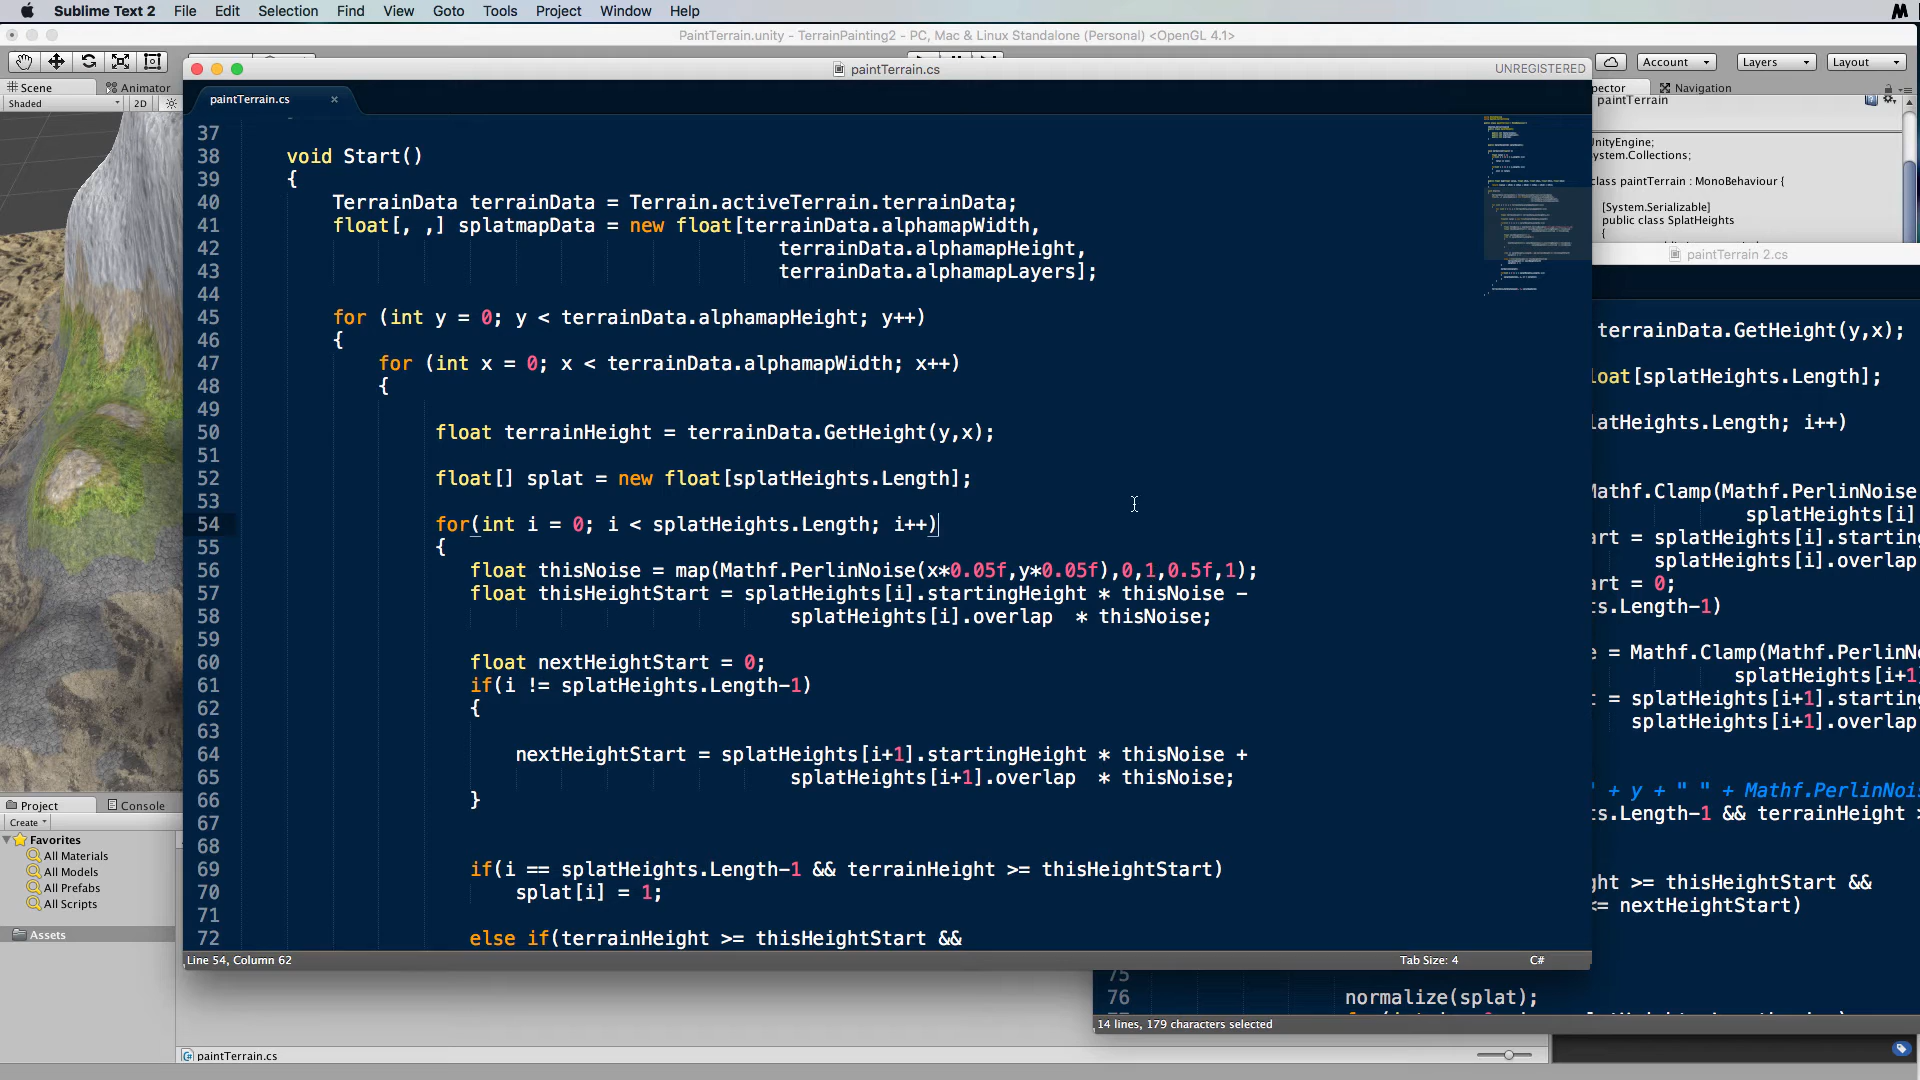 Sublime Text 2 File Edit Selection Find View Goto Tools Project Window Help
PaintTerrain.unity - TerrainPainting2 - PC, Mac & Linux Standalone (Personal) <OpenGL 4.1>
Account Layers Layout
paintTerrain.cs
UNREGISTERED
Scene Animator
Shaded 2D
paintTerrain.cs ×
pector Navigation
paintTerrain
UnityEngine;
ystem.Collections;
class paintTerrain : MonoBehaviour {
[System.Serializable]
public class SplatHeights
{
37
38 void Start()
39 {
40 TerrainData terrainData = Terrain.activeTerrain.terrainData;
41 float[, ,] splatmapData = new float[terrainData.alphamapWidth,
42 terrainData.alphamapHeight,
43 terrainData.alphamapLayers];
44
45 for (int y = 0; y < terrainData.alphamapHeight; y++)
46 {
47 for (int x = 0; x < terrainData.alphamapWidth; x++)
48 {
49
50 float terrainHeight = terrainData.GetHeight(y,x);
51
52 float[] splat = new float[splatHeights.Length];
53
54 for(int i = 0; i < splatHeights.Length; i++)
55 {
56 float thisNoise = map(Mathf.PerlinNoise(x*0.05f,y*0.05f),0,1,0.5f,1);
57 float thisHeightStart = splatHeights[i].startingHeight * thisNoise -
58 splatHeights[i].overlap * thisNoise;
59
60 float nextHeightStart = 0;
61 if(i != splatHeights.Length-1)
62 {
63
64 nextHeightStart = splatHeights[i+1].startingHeight * thisNoise +
65 splatHeights[i+1].overlap * thisNoise;
66 }
67
68
69 if(i == splatHeights.Length-1 && terrainHeight >= thisHeightStart)
70 splat[i] = 1;
71
72 else if(terrainHeight >= thisHeightStart &&
Line 54, Column 62
Tab Size: 4 C#
paintTerrain 2.cs
terrainData.GetHeight(y,x);
loat[splatHeights.Length];
latHeights.Length; i++)
Mathf.Clamp(Mathf.PerlinNoise
splatHeights[i]
art = splatHeights[i].starting
splatHeights[i].overlap
art = 0;
s.Length-1)
e = Mathf.Clamp(Mathf.PerlinNo
splatHeights[i+1]
t = splatHeights[i+1].starting
splatHeights[i+1].overlap
" + y + " " + Mathf.PerlinNois
s.Length-1 && terrainHeight >
ght >= thisHeightStart &&
<= nextHeightStart)
75
76 normalize(splat);
14 lines, 179 characters selected
Project Console
Create
Favorites
All Materials
All Models
All Prefabs
All Scripts
Assets
paintTerrain.cs